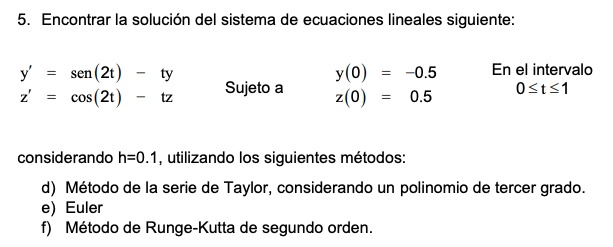 5. Encontrar la solución del sistema de ecuaciones lineales siguiente:
y′ = sen(2t) − ty
z′ = cos(2t) − tz
Sujeto a
y(0) = −0.5
z(0) = 0.5
En el intervalo
0≤t≤1
considerando h=0.1, utilizando los siguientes métodos:
d) Método de la serie de Taylor, considerando un polinomio de tercer grado.
e) Euler
f) Método de Runge-Kutta de segundo orden.